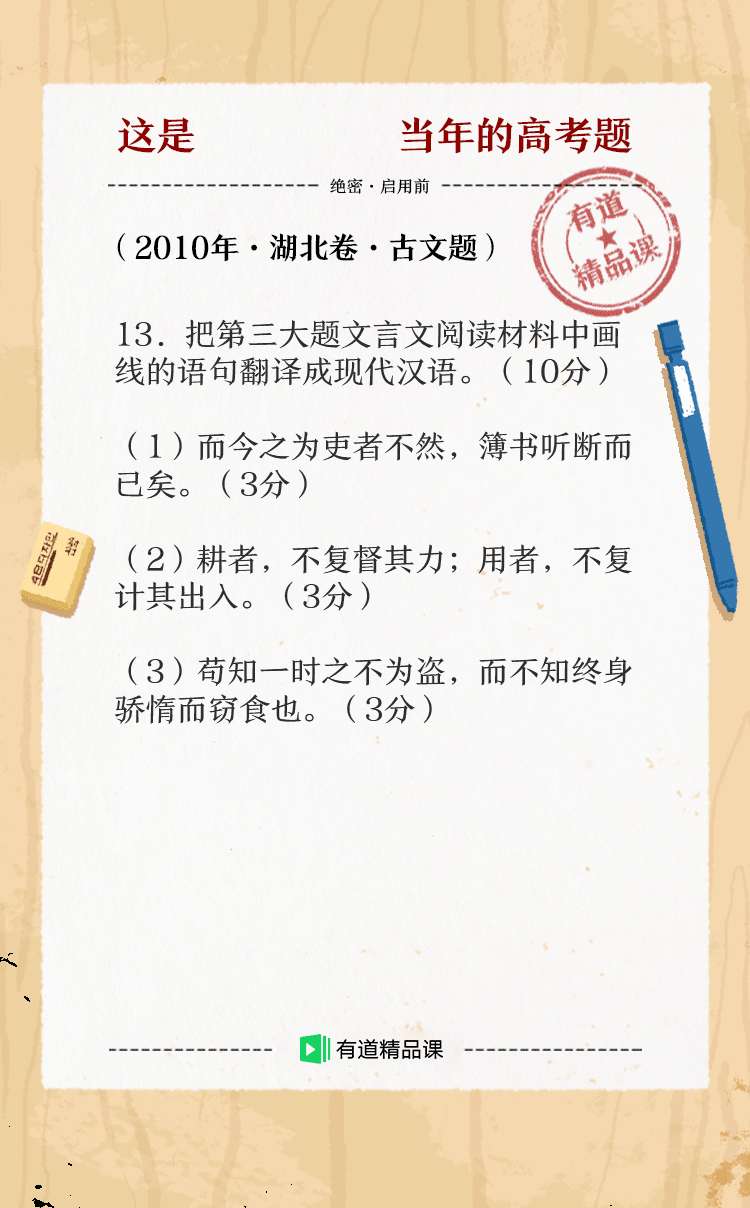 这是 当年的高考题
绝密·启用前
有道
精品课
（2010年·湖北卷·古文题）
13．把第三大题文言文阅读材料中画
线的语句翻译成现代汉语。（10分）
（1）而今之为吏者不然，簿书听断而
已矣。（3分）
（2）耕者，不复督其力；用者，不复
计其出入。（3分）
（3）苟知一时之不为盗，而不知终身
骄惰而窃食也。（3分）
有道精品课